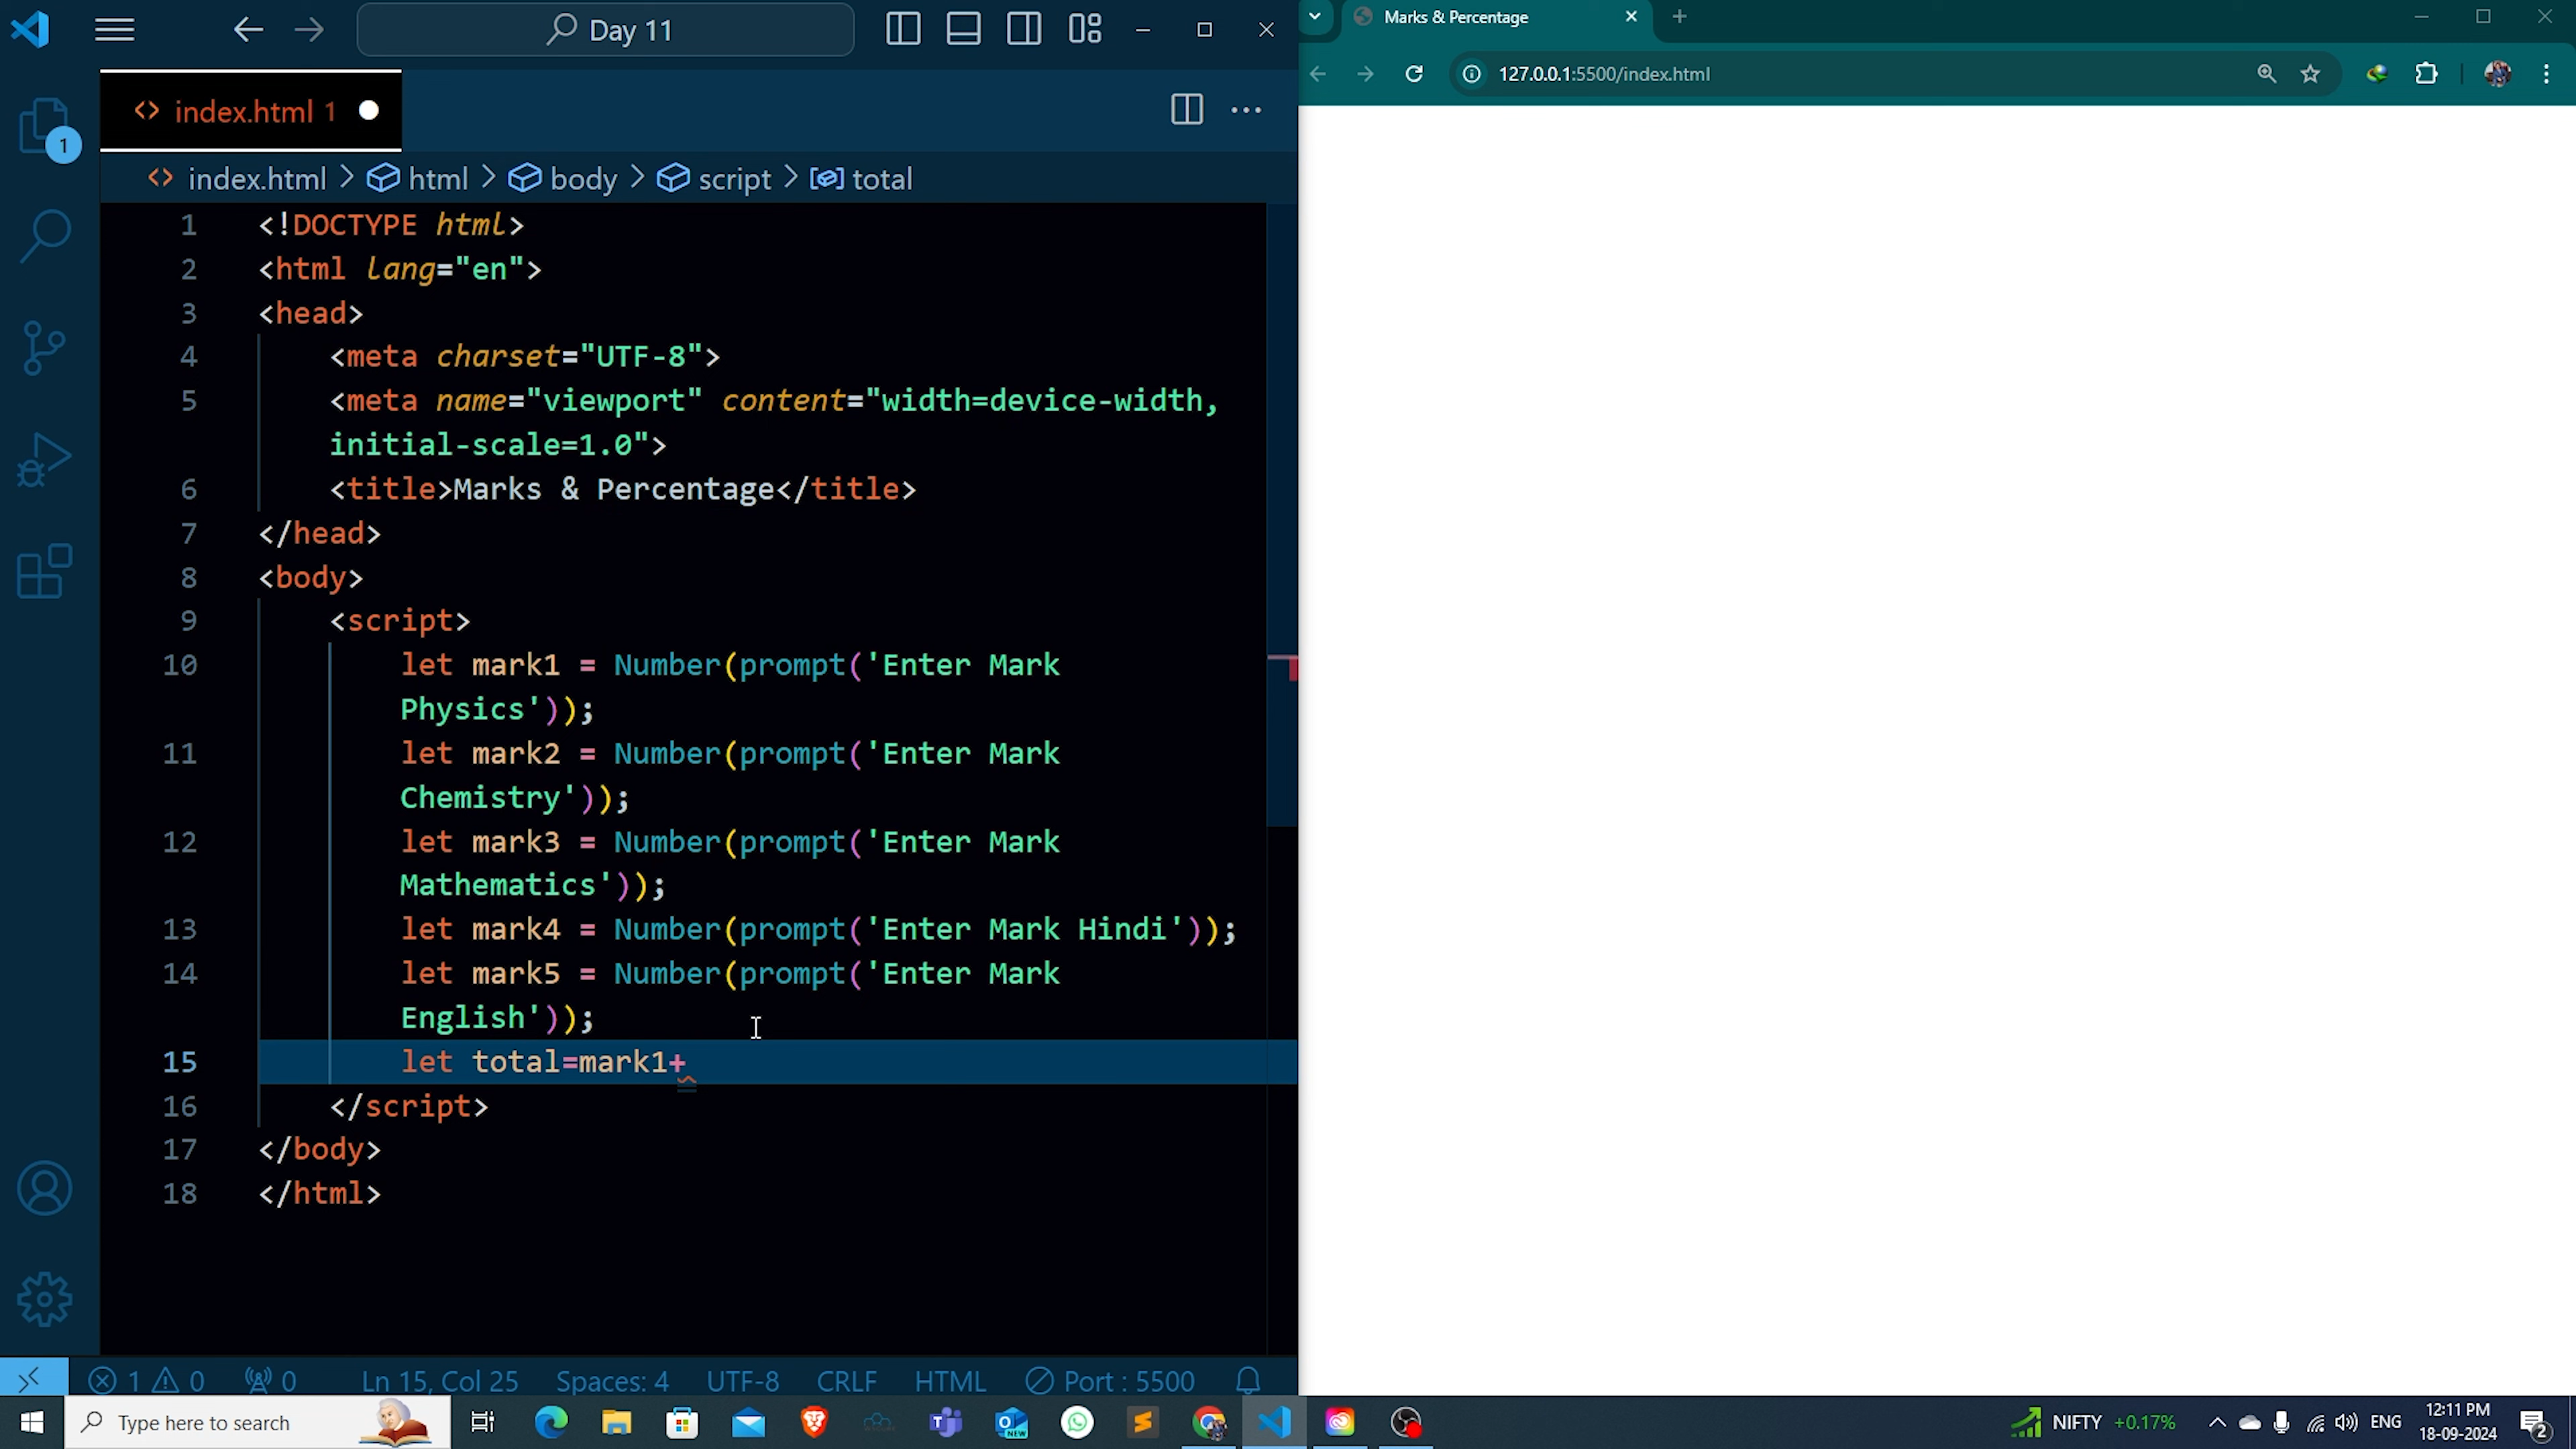 Day 11
index.html 1
index.html > html > body > script > total
1 <!DOCTYPE html>
2 <html lang="en">
3 <head>
4 <meta charset="UTF-8">
5 <meta name="viewport" content="width=device-width,
initial-scale=1.0">
6 <title>Marks & Percentage</title>
7 </head>
8 <body>
9 <script>
10 let mark1 = Number(prompt('Enter Mark
Physics'));
11 let mark2 = Number(prompt('Enter Mark
Chemistry'));
12 let mark3 = Number(prompt('Enter Mark
Mathematics'));
13 let mark4 = Number(prompt('Enter Mark Hindi'));
14 let mark5 = Number(prompt('Enter Mark
English'));
15 let total=mark1+
16 </script>
17 </body>
18 </html>
1
1 0 0 Ln 15, Col 25 Spaces: 4 UTF-8 CRLF HTML Port : 5500
Marks & Percentage
127.0.0.1:5500/index.html
Type here to search
NEW
NIFTY +0.17%
ENG
12:11 PM
18-09-2024
2